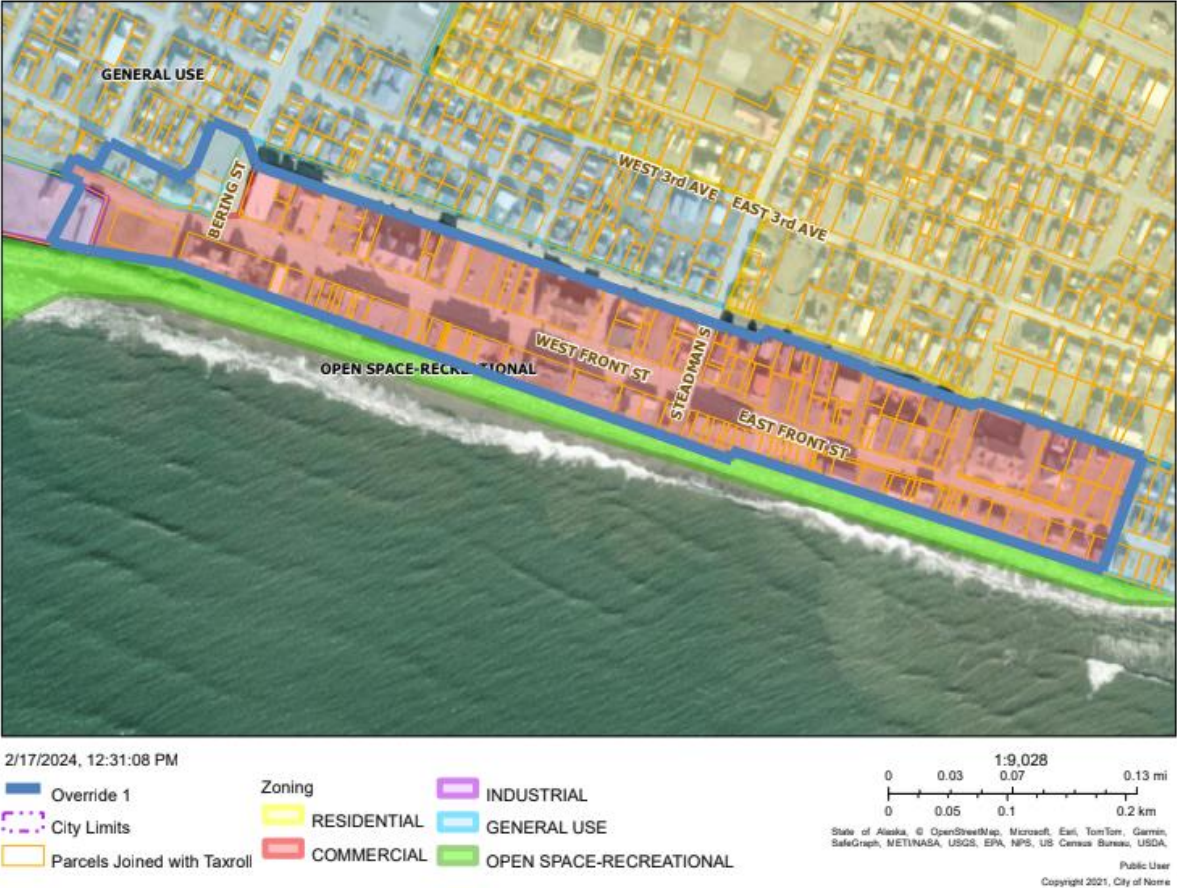 GENERAL USE
BERING ST
WEST 3rd AVE
EAST 3rd AVE
WEST FRONT ST
STEADMAN S
EAST FRONT ST
OPEN SPACE-RECREATIONAL
2/17/2024, 12:31:08 PM
Override 1
City Limits
Parcels Joined with Taxroll
Zoning
RESIDENTIAL
COMMERCIAL
INDUSTRIAL
GENERAL USE
OPEN SPACE-RECREATIONAL
1:9,028
0 0.03 0.07 0.13 mi
0 0.05 0.1 0.2 km
State of Alaska, © OpenStreetMap, Microsoft, Esri, TomTom, Garmin,
SafeGraph, METI/NASA, USGS, EPA, NPS, US Census Bureau, USDA,
Public User
Copyright 2021, City of Nome